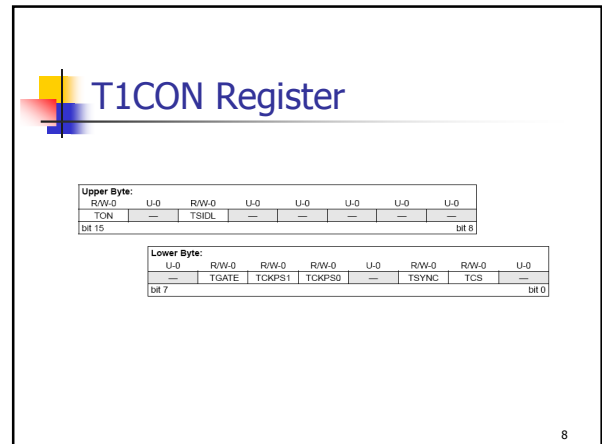 T1CON Register
Upper Byte:
R/W-0 U-0 R/W-0 U-0 U-0 U-0 U-0 U-0
TON — TSIDL — — — — —
bit 15 bit 8
Lower Byte:
U-0 R/W-0 R/W-0 R/W-0 U-0 R/W-0 R/W-0 U-0
— TGATE TCKPS1 TCKPS0 — TSYNC TCS —
bit 7 bit 0
8